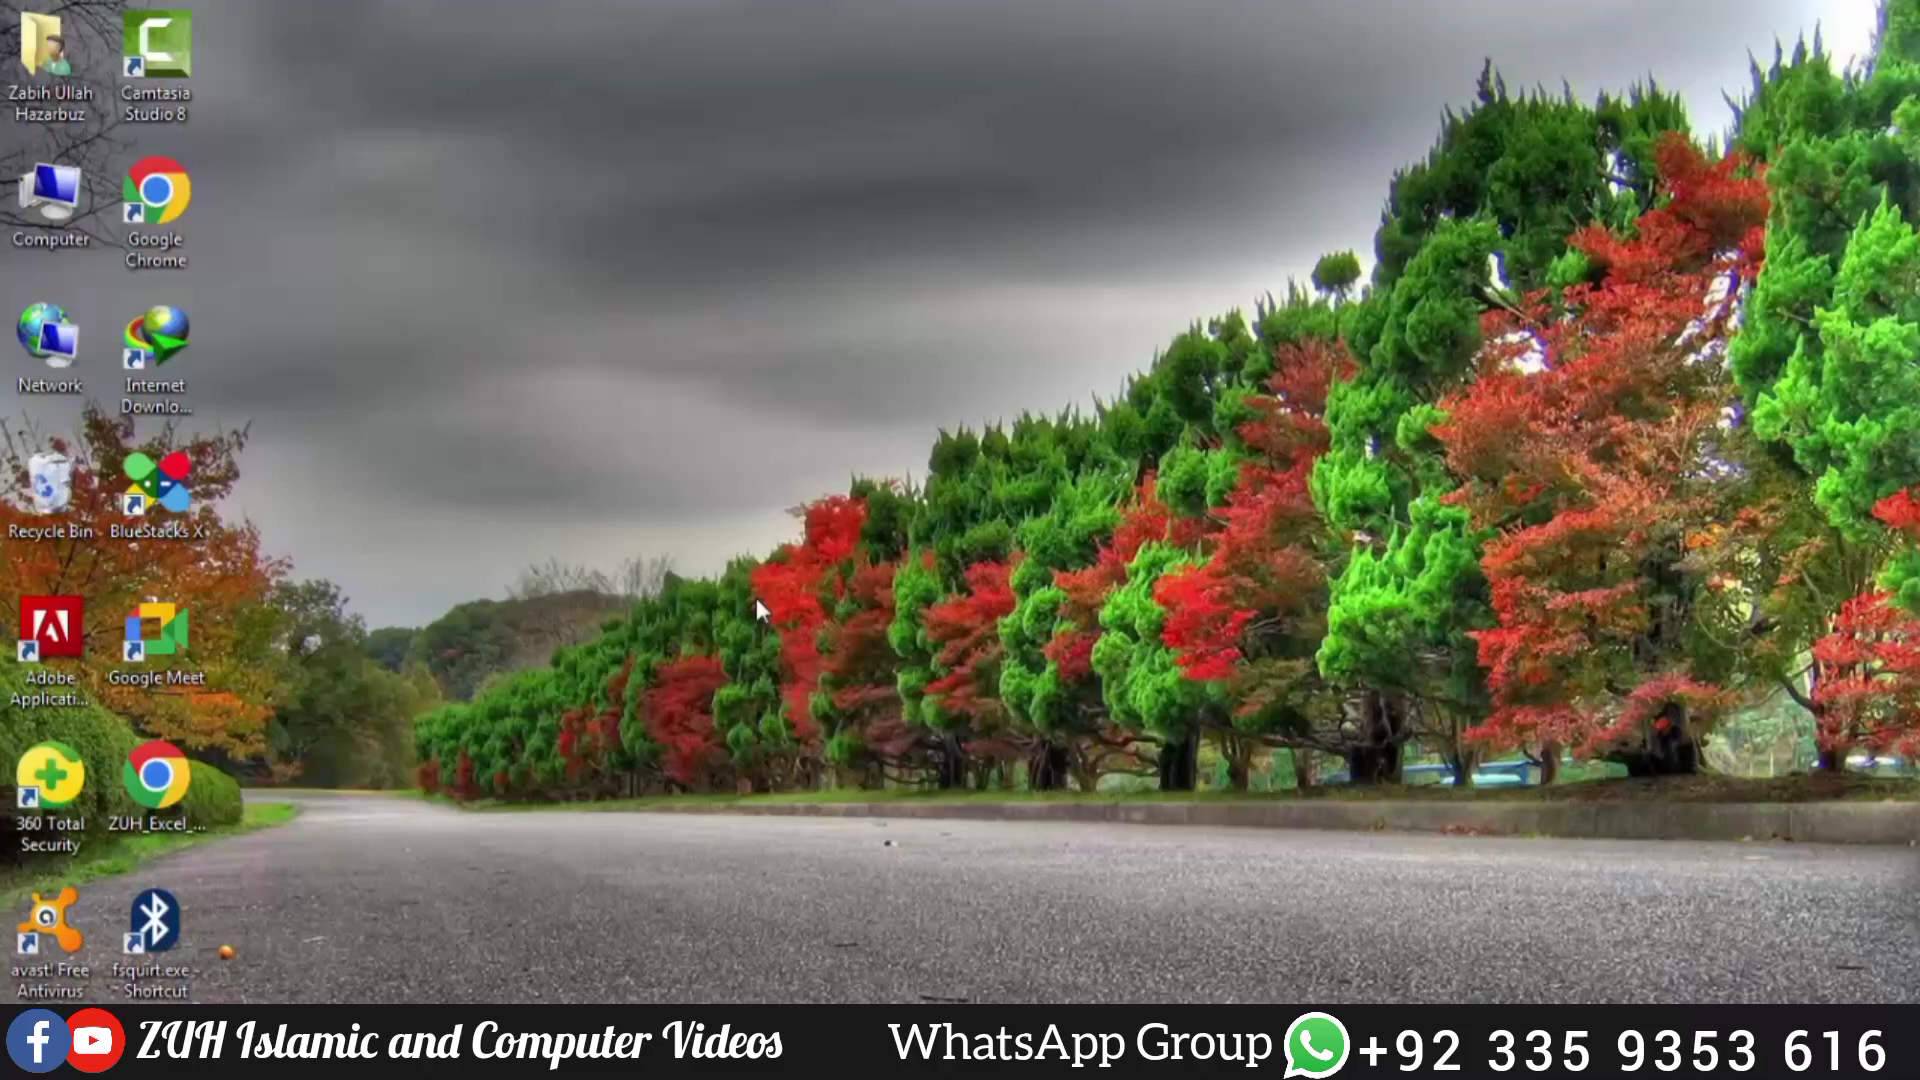 Zabih Ullah
Hazarbuz
Camtasia
Studio 8
Computer
Google
Chrome
Network
Internet
Downlo...
Recycle Bin
BlueStacks X
Adobe
Applicati...
Google Meet
360 Total
Security
ZUH_Excel_...
avast! Free
Antivirus
fsquirt.exe -
Shortcut
ZUH Islamic and Computer Videos
WhatsApp Group
+92 335 9353 616